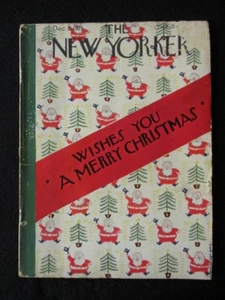 THE
NEW YORKER
WISHES YOU
A MERRY CHRISTMAS